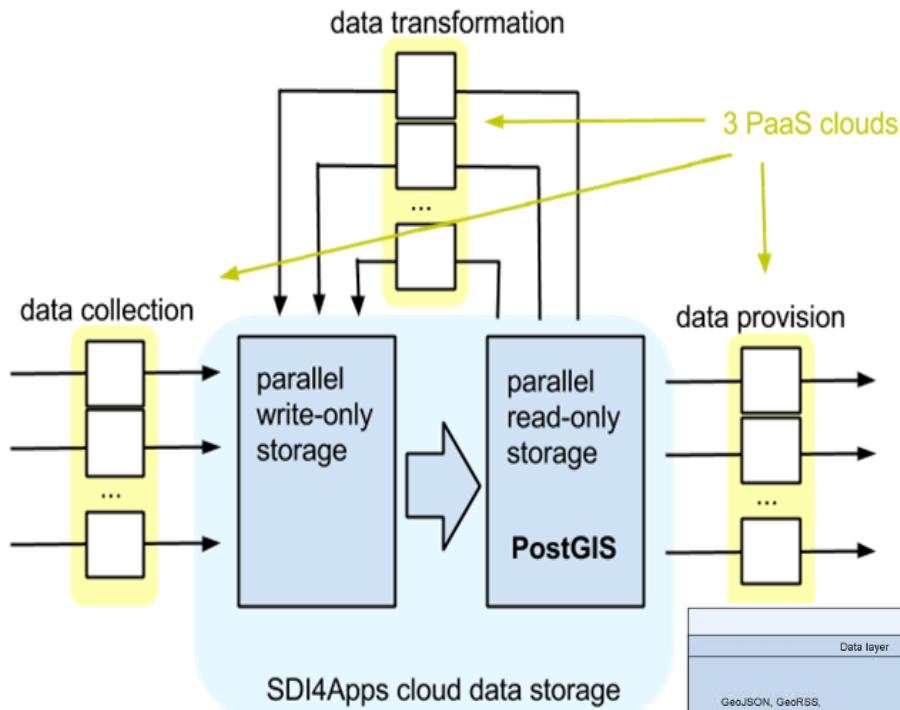 data transformation
3 PaaS clouds
...
data collection
data provision
parallel
write-only
storage
parallel
read-only
storage
...
...
PostGIS
SDI4Apps cloud data storage
Data layer
GeoJSON, GeoRSS,